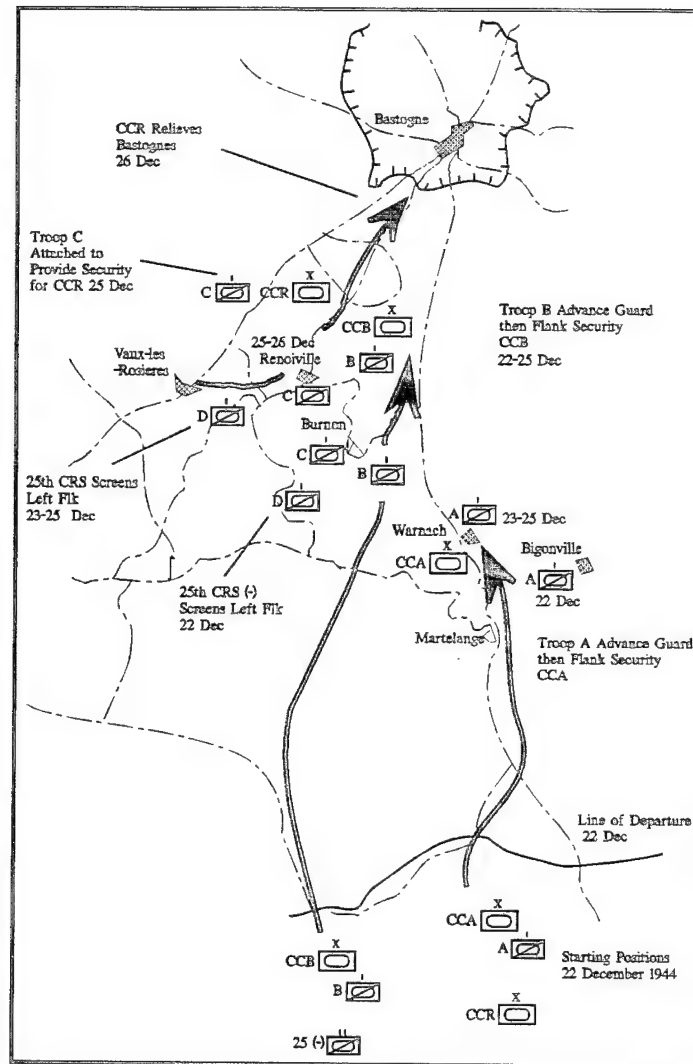 Bastogne
CCR Relieves
Bastognes
26 Dec
Troop C
Attached to
Provide Security
for CCR 25 Dec
C
CCR
X
X
CCB
Troop B Advance Guard
then Flank Security
CCB
22-25 Dec
25-26 Dec
Renoiville
B
Vaux-les
-Rosieres
C
D
Burnon
C
B
25th CRS Screens
Left Flk
23-25 Dec
D
A
23-25 Dec
Warnach
X
CCA
Bigonville
A
22 Dec
25th CRS (-)
Screens Left Flk
22 Dec
Martelange
Troop A Advance Guard
then Flank Security
CCA
Line of Departure
22 Dec
X
CCA
A
Starting Positions
22 December 1944
X
CCB
B
X
CCR
25 (-)